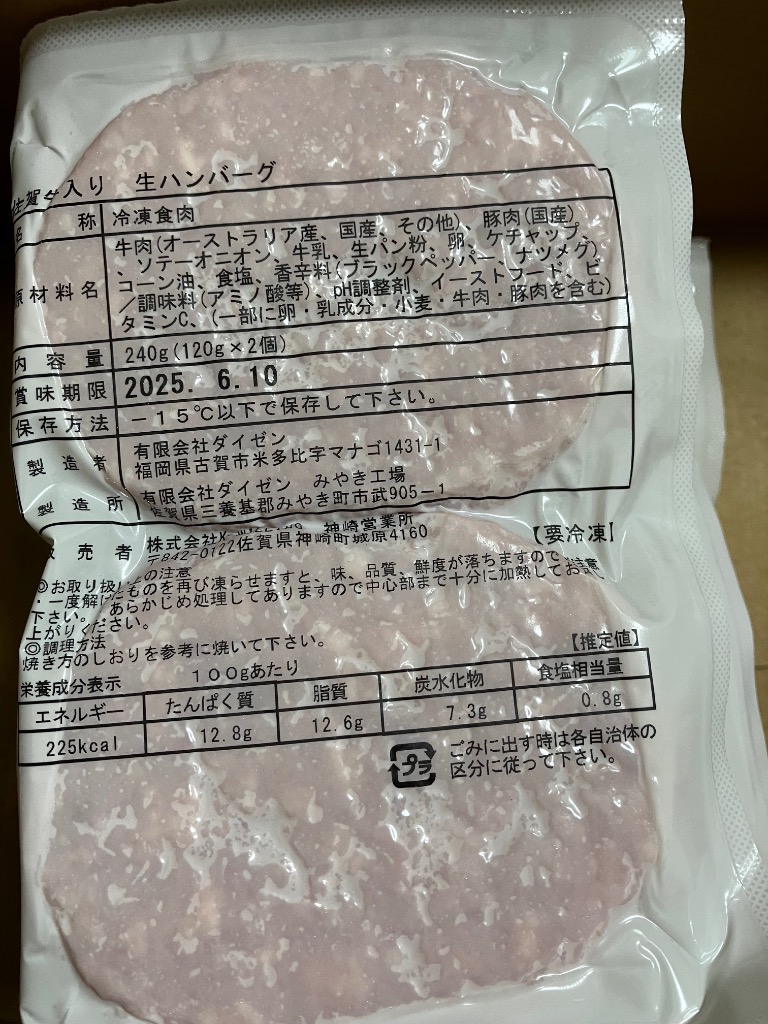 佐賀牛入り 生ハンバーグ
名 称 冷凍食肉
原材料名 牛肉(オーストラリア産、国産、その他)、豚肉(国産)
、ソテーオニオン、牛乳、生パン粉、卵、ケチャップ、
コーン油、食塩、香辛料(ブラックペッパー、ナツメグ)
/調味料(アミノ酸等)、pH調整剤、イーストフード、ビ
タミンC、(一部に卵・乳成分・小麦・牛肉・豚肉を含む)
内容量 240g(120g×2個)
賞味期限 2025. 6.10
保存方法 -15℃以下で保存して下さい。
製造者 有限会社ダイゼン
福岡県古賀市米多比字マナゴ1431-1
製造所 有限会社ダイゼン みやき工場
佐賀県三養基郡みやき町市武905-1
販売者 株式会社 神崎営業所
〒842-0122佐賀県神崎町城原4160
【要冷凍】
◎お取り扱い の注意
・一度解 ものを再び凍らせますと、味、品質、鮮度が落ちますので
下さい。 あらかじめ処理してありますので中心部まで十分に加熱してお召し
上がりください。
◎調理方法
焼き方のしおりを参考に焼いて下さい。
【推定値】
栄養成分表示 100gあたり
エネルギー たんぱく質 脂質 炭水化物 食塩相当量
225kcal 12.8g 12.6g 7.3g 0.8g
プラ
ごみに出す時は各自治体の
区分に従って下さい。